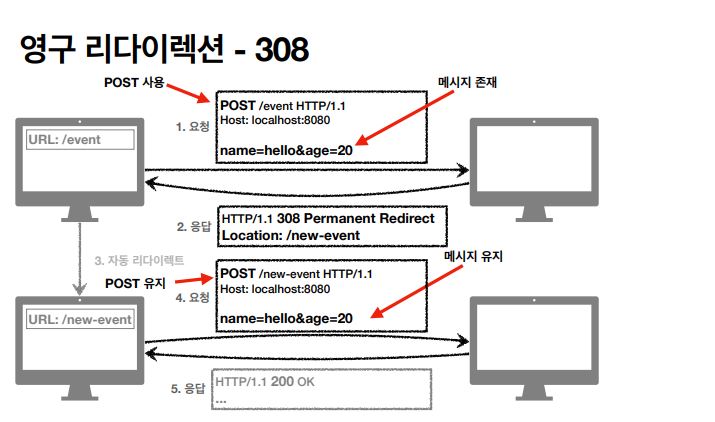 영구 리다이렉션 - 308
POST 사용
메시지 존재
1. 요청
POST /event HTTP/1.1
Host: localhost:8080
name=hello&age=20
URL: /event
2. 응답
HTTP/1.1 308 Permanent Redirect
Location: /new-event
3. 자동 리다이렉트
메시지 유지
POST 유지
4. 요청
POST /new-event HTTP/1.1
Host: localhost:8080
name=hello&age=20
URL: /new-event
5. 응답
HTTP/1.1 200 OK
...